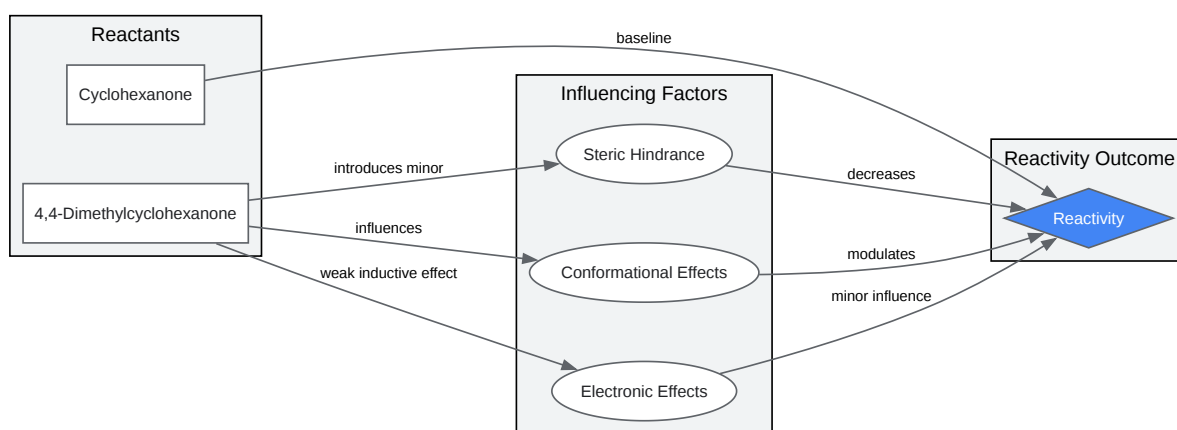 Reactants
Cyclohexanone
4,4-Dimethylcyclohexanone
baseline
introduces minor
influences
weak inductive effect
Influencing Factors
Steric Hindrance
Conformational Effects
Electronic Effects
decreases
modulates
minor influence
Reactivity Outcome
Reactivity